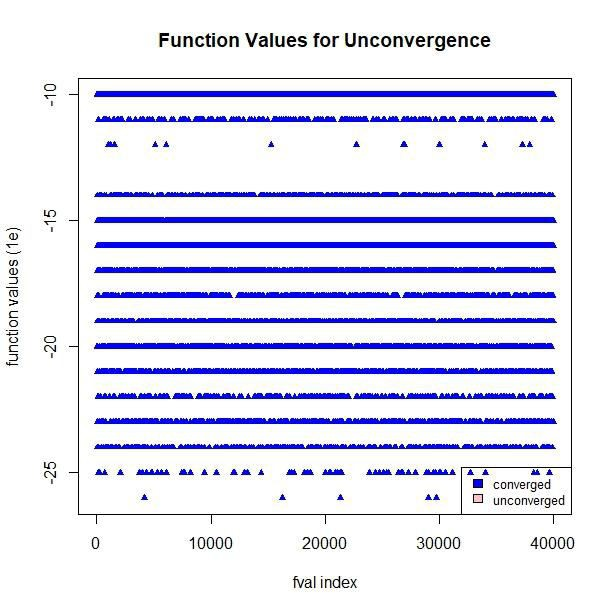 Function Values for Unconvergence
-10
-15
-20
-25
function values (1e)
converged
unconverged
0 10000 20000 30000 40000
fval index